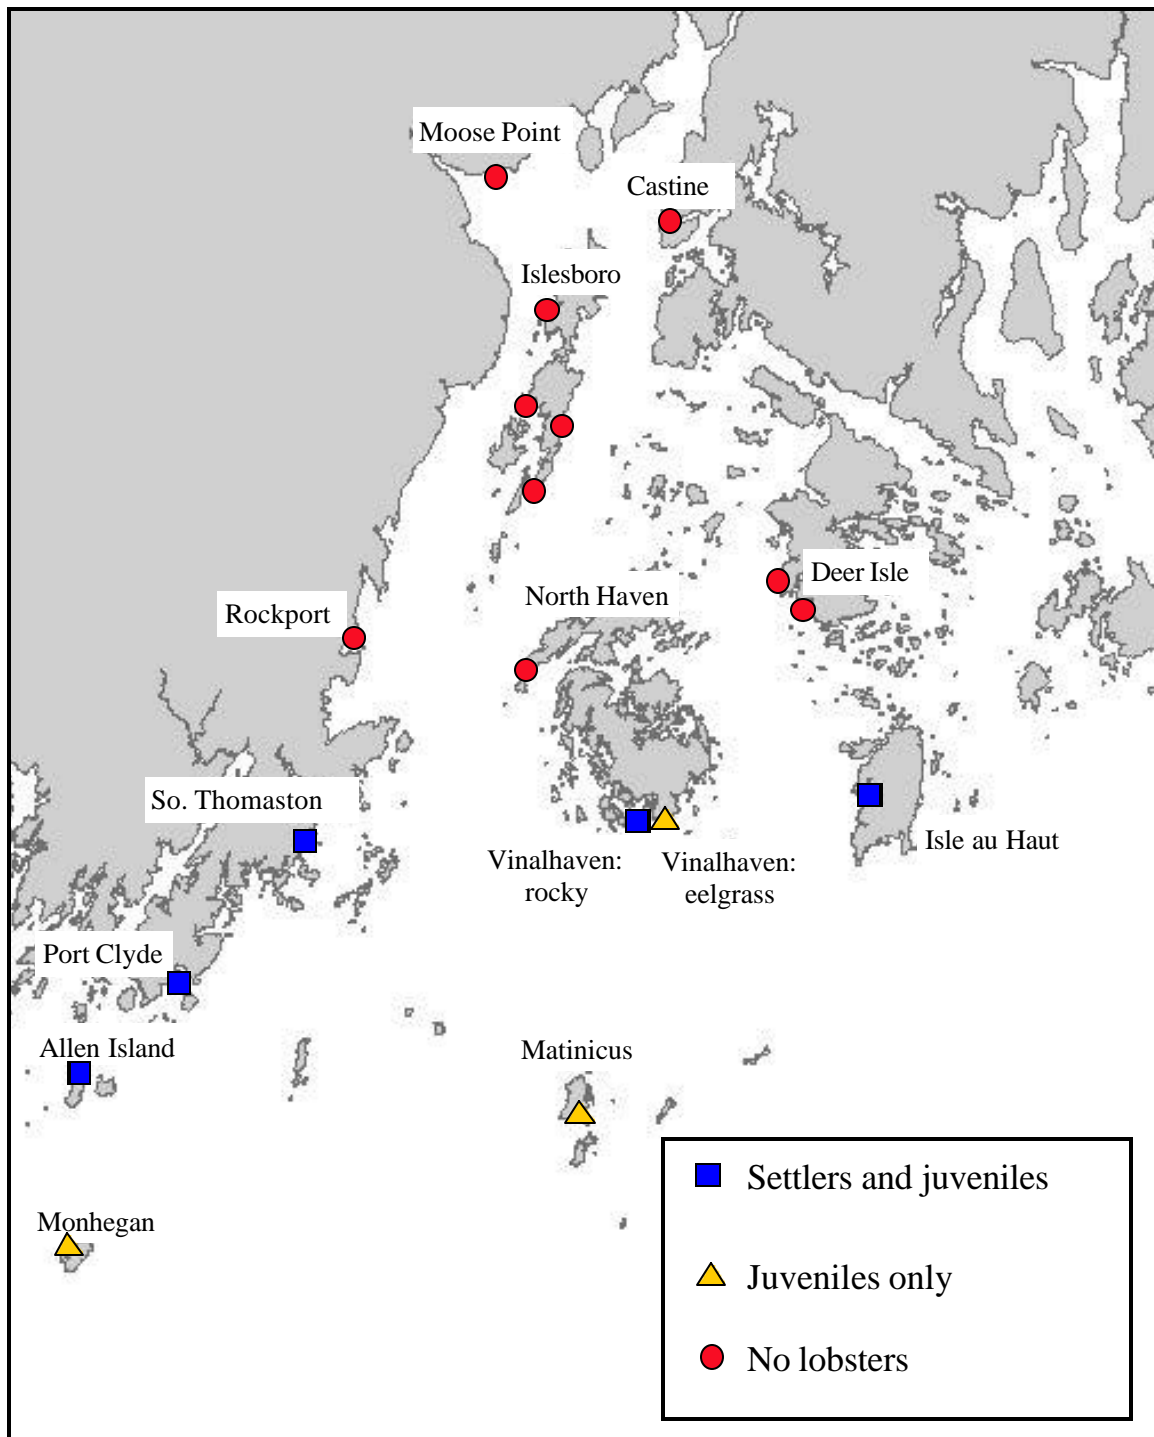 Moose Point
Castine
Islesboro
Deer Isle
North Haven
Rockport
So. Thomaston
Isle au Haut
Vinalhaven:
rocky
Vinalhaven:
eelgrass
Port Clyde
Allen Island
Matinicus
Monhegan
Settlers and juveniles
Juveniles only
No lobsters